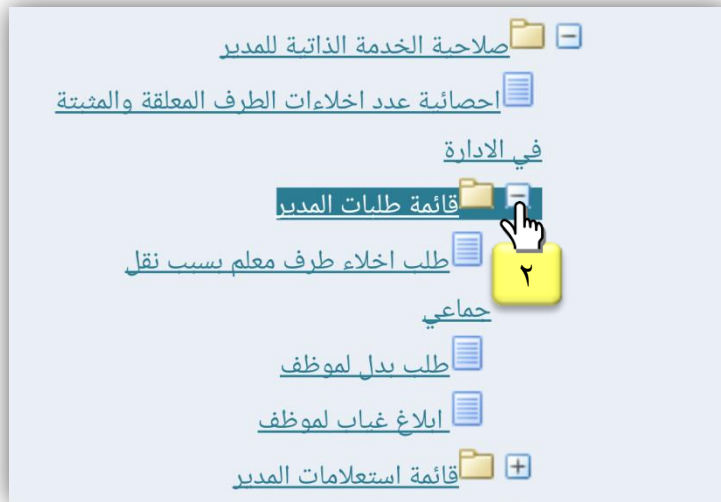 صلاحية الخدمة الذاتية للمدير
احصائية عدد اخلاءات الطرف المعلقة والمثبتة
في الادارة
قائمة طلبات المدير
طلب اخلاء طرف معلم بسبب نقل
٢
جماعي
طلب بدل لموظف
ابلاغ غياب لموظف
قائمة استعلامات المدير